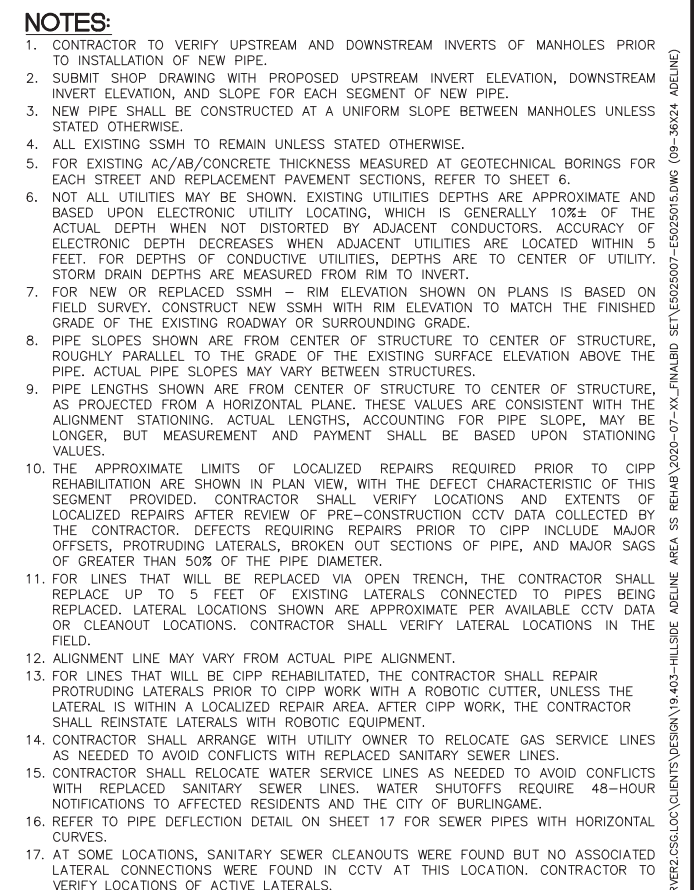 NOTES:
1. CONTRACTOR TO VERIFY UPSTREAM AND DOWNSTREAM INVERTS OF MANHOLES PRIOR
TO INSTALLATION OF NEW PIPE.
2. SUBMIT SHOP DRAWING WITH PROPOSED UPSTREAM INVERT ELEVATION, DOWNSTREAM
INVERT ELEVATION, AND SLOPE FOR EACH SEGMENT OF NEW PIPE.
3. NEW PIPE SHALL BE CONSTRUCTED AT A UNIFORM SLOPE BETWEEN MANHOLES UNLESS
STATED OTHERWISE.
4. ALL EXISTING SSMH TO REMAIN UNLESS STATED OTHERWISE.
5. FOR EXISTING AC/AB/CONCRETE THICKNESS MEASURED AT GEOTECHNICAL BORINGS FOR
EACH STREET AND REPLACEMENT PAVEMENT SECTIONS, REFER TO SHEET 6.
6. NOT ALL UTILITIES MAY BE SHOWN. EXISTING UTILITIES DEPTHS ARE APPROXIMATE AND
BASED UPON ELECTRONIC UTILITY LOCATING, WHICH IS GENERALLY 10%± OF THE
ACTUAL DEPTH WHEN NOT DISTORTED BY ADJACENT CONDUCTORS. ACCURACY OF
ELECTRONIC DEPTH DECREASES WHEN ADJACENT UTILITIES ARE LOCATED WITHIN 5
FEET. FOR DEPTHS OF CONDUCTIVE UTILITIES, DEPTHS ARE TO CENTER OF UTILITY.
STORM DRAIN DEPTHS ARE MEASURED FROM RIM TO INVERT.
7. FOR NEW OR REPLACED SSMH – RIM ELEVATION SHOWN ON PLANS IS BASED ON
FIELD SURVEY. CONSTRUCT NEW SSMH WITH RIM ELEVATION TO MATCH THE FINISHED
GRADE OF THE EXISTING ROADWAY OR SURROUNDING GRADE.
8. PIPE SLOPES SHOWN ARE FROM CENTER OF STRUCTURE TO CENTER OF STRUCTURE,
ROUGHLY PARALLEL TO THE GRADE OF THE EXISTING SURFACE ELEVATION ABOVE THE
PIPE. ACTUAL PIPE SLOPES MAY VARY BETWEEN STRUCTURES.
9. PIPE LENGTHS SHOWN ARE FROM CENTER OF STRUCTURE TO CENTER OF STRUCTURE,
AS PROJECTED FROM A HORIZONTAL PLANE. THESE VALUES ARE CONSISTENT WITH THE
ALIGNMENT STATIONING. ACTUAL LENGTHS, ACCOUNTING FOR PIPE SLOPE, MAY BE
LONGER, BUT MEASUREMENT AND PAYMENT SHALL BE BASED UPON STATIONING
VALUES.
10. THE APPROXIMATE LIMITS OF LOCALIZED REPAIRS REQUIRED PRIOR TO CIPP
REHABILITATION ARE SHOWN IN PLAN VIEW, WITH THE DEFECT CHARACTERISTIC OF THIS
SEGMENT PROVIDED. CONTRACTOR SHALL VERIFY LOCATIONS AND EXTENTS OF
LOCALIZED REPAIRS AFTER REVIEW OF PRE–CONSTRUCTION CCTV DATA COLLECTED BY
THE CONTRACTOR. DEFECTS REQUIRING REPAIRS PRIOR TO CIPP INCLUDE MAJOR
OFFSETS, PROTRUDING LATERALS, BROKEN OUT SECTIONS OF PIPE, AND MAJOR SAGS
OF GREATER THAN 50% OF THE PIPE DIAMETER.
11. FOR LINES THAT WILL BE REPLACED VIA OPEN TRENCH, THE CONTRACTOR SHALL
REPLACE UP TO 5 FEET OF EXISTING LATERALS CONNECTED TO PIPES BEING
REPLACED. LATERAL LOCATIONS SHOWN ARE APPROXIMATE PER AVAILABLE CCTV DATA
OR CLEANOUT LOCATIONS. CONTRACTOR SHALL VERIFY LATERAL LOCATIONS IN THE
FIELD.
12. ALIGNMENT LINE MAY VARY FROM ACTUAL PIPE ALIGNMENT.
13. FOR LINES THAT WILL BE CIPP REHABILITATED, THE CONTRACTOR SHALL REPAIR
PROTRUDING LATERALS PRIOR TO CIPP WORK WITH A ROBOTIC CUTTER, UNLESS THE
LATERAL IS WITHIN A LOCALIZED REPAIR AREA. AFTER CIPP WORK, THE CONTRACTOR
SHALL REINSTATE LATERALS WITH ROBOTIC EQUIPMENT.
14. CONTRACTOR SHALL ARRANGE WITH UTILITY OWNER TO RELOCATE GAS SERVICE LINES
AS NEEDED TO AVOID CONFLICTS WITH REPLACED SANITARY SEWER LINES.
15. CONTRACTOR SHALL RELOCATE WATER SERVICE LINES AS NEEDED TO AVOID CONFLICTS
WITH REPLACED SANITARY SEWER LINES. WATER SHUTOFFS REQUIRE 48–HOUR
NOTIFICATIONS TO AFFECTED RESIDENTS AND THE CITY OF BURLINGAME.
16. REFER TO PIPE DEFLECTION DETAIL ON SHEET 17 FOR SEWER PIPES WITH HORIZONTAL
CURVES.
17. AT SOME LOCATIONS, SANITARY SEWER CLEANOUTS WERE FOUND BUT NO ASSOCIATED
LATERAL CONNECTIONS WERE FOUND IN CCTV AT THIS LOCATION. CONTRACTOR TO
VERIFY LOCATIONS OF ACTIVE LATERALS.
RVER2.CSG.LOC\CLIENTS\DESIGN\19.403–HILLSIDE ADELINE AREA SS REHAB\2020–07–XX_FINALBID SET\E5025007–E5025015.DWG (09–36X24 ADELINE)